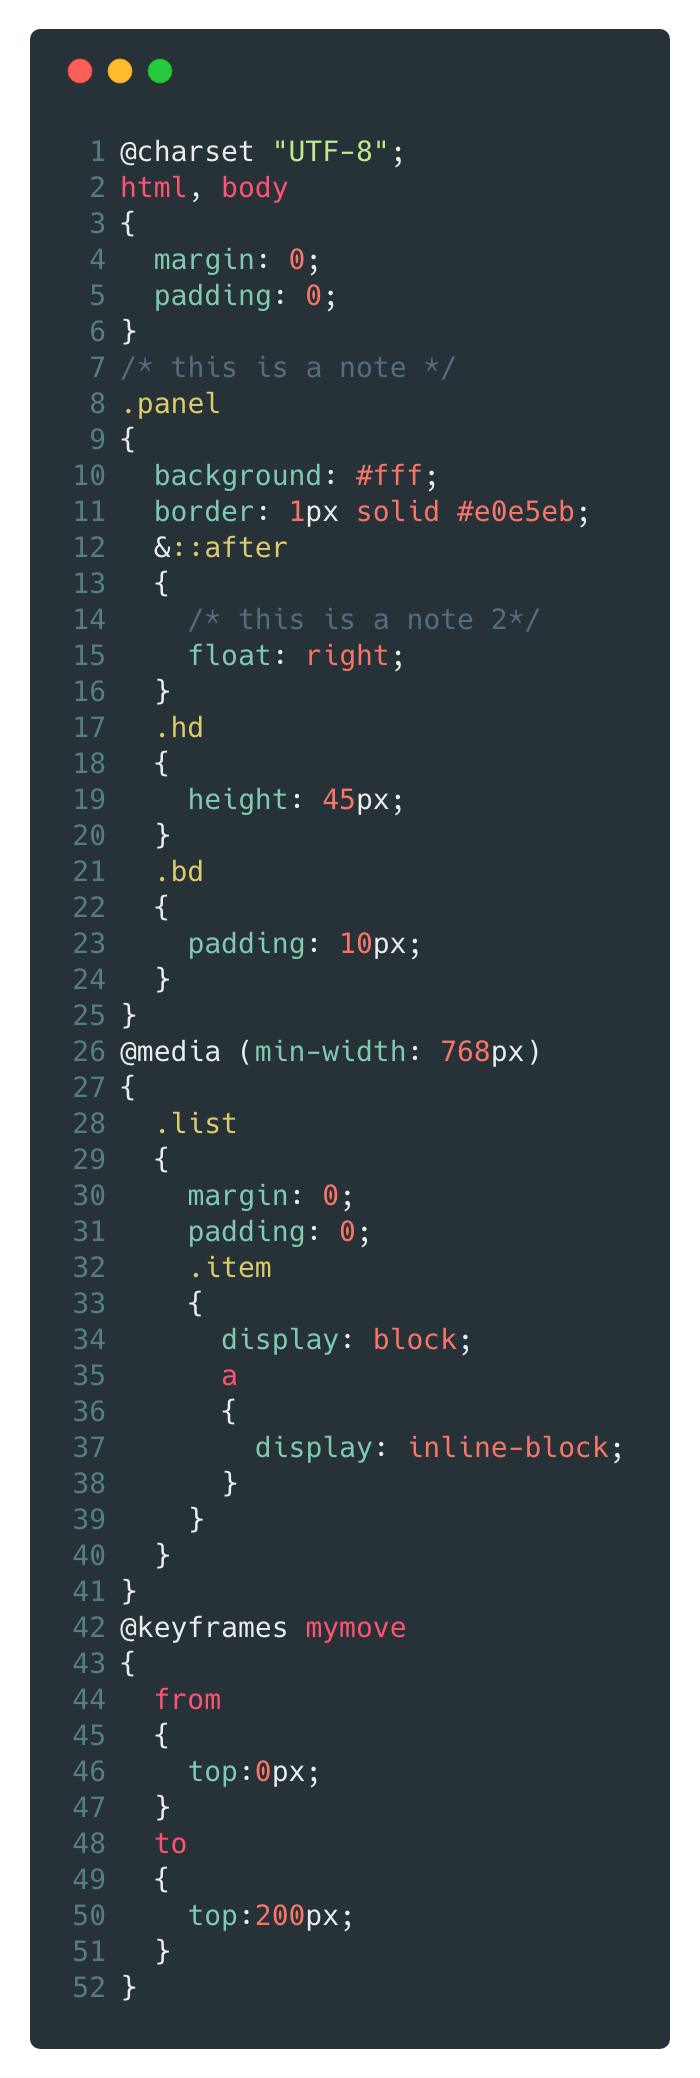 1 @charset "UTF-8";
2 html, body
3 {
4   margin: 0;
5   padding: 0;
6 }
7 /* this is a note */
8 .panel
9 {
10   background: #fff;
11   border: 1px solid #e0e5eb;
12   &::after
13   {
14     /* this is a note 2*/
15     float: right;
16   }
17   .hd
18   {
19     height: 45px;
20   }
21   .bd
22   {
23     padding: 10px;
24   }
25 }
26 @media (min-width: 768px)
27 {
28   .list
29   {
30     margin: 0;
31     padding: 0;
32     .item
33     {
34       display: block;
35       a
36       {
37         display: inline-block;
38       }
39     }
40   }
41 }
42 @keyframes mymove
43 {
44   from
45   {
46     top:0px;
47   }
48   to
49   {
50     top:200px;
51   }
52 }